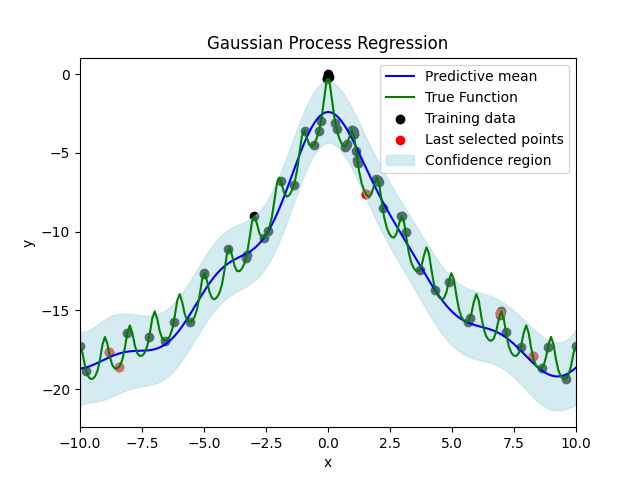 Gaussian Process Regression
Predictive mean
True Function
Training data
Last selected points
Confidence region
0
−5
−10
−15
−20
y
−10.0 −7.5 −5.0 −2.5 0.0 2.5 5.0 7.5 10.0
x